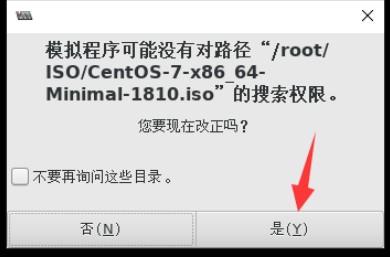 模拟程序可能没有对路径“/root/
ISO/CentOS-7-x86_64-
Minimal-1810.iso”的搜索权限。
您要现在改正吗？
不要再询问这些目录。
否(N)
是(Y)